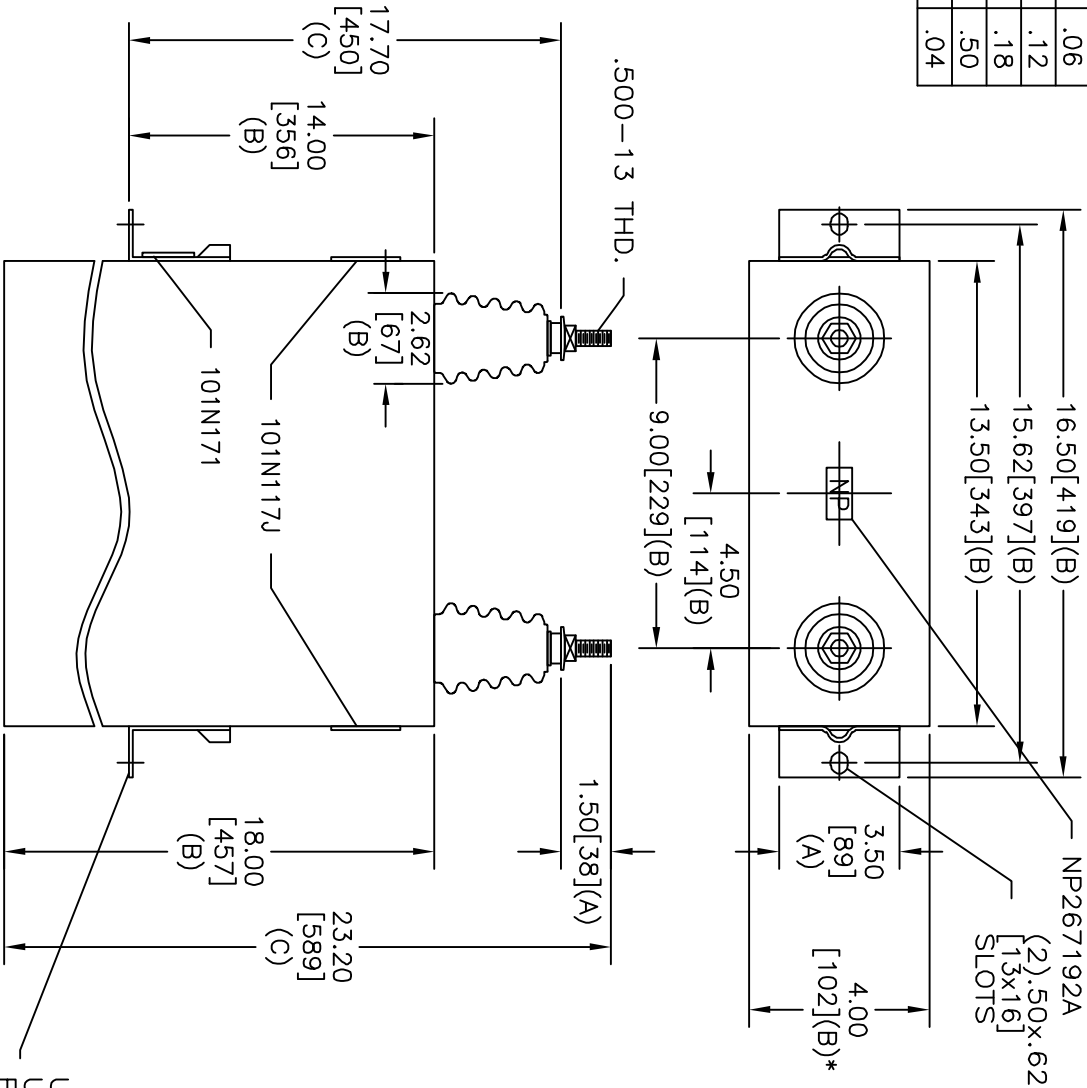 .06
.12
.18
.50
.04
16.50[419](B)
15.62[397](B)
13.50[343](B)
NP267192A
(2).50x.62
[13x16]
SLOTS
NP
3.50
[89]
(A)
4.00
[102](B)*
4.50
[114](B)
9.00[229](B)
.500-13 THD.
17.70
[450]
(C)
14.00
[356]
(B)
2.62
[67]
(B)
1.50[38](A)
101N171
101N117J
18.00
[457]
(B)
23.20
[589]
(C)